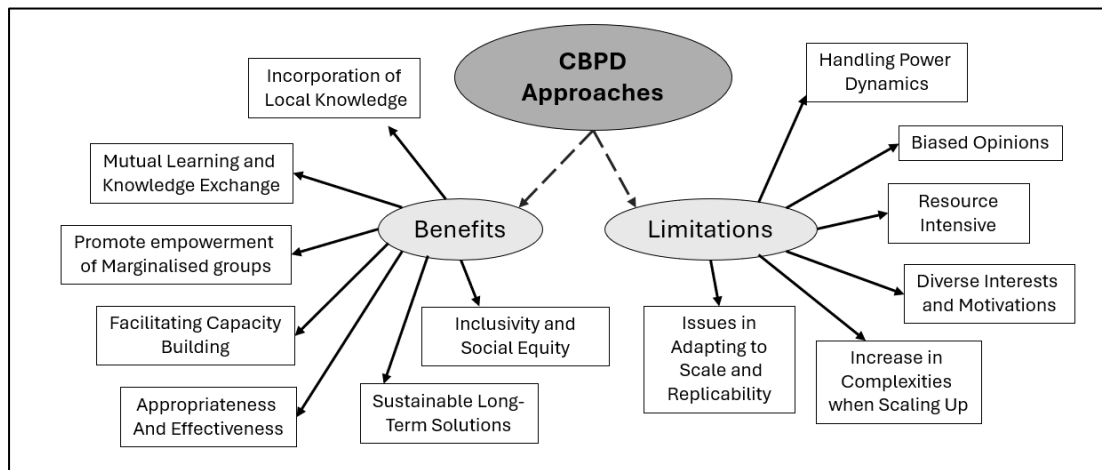 CBPD
Approaches
Benefits
Incorporation of
Local Knowledge
Mutual Learning and
Knowledge Exchange
Promote empowerment
of Marginalised groups
Facilitating Capacity
Building
Appropriateness
And Effectiveness
Sustainable Long-
Term Solutions
Inclusivity and
Social Equity
Limitations
Handling Power
Dynamics
Biased Opinions
Resource
Intensive
Diverse Interests
and Motivations
Increase in
Complexities
when Scaling Up
Issues in
Adapting to
Scale and
Replicability